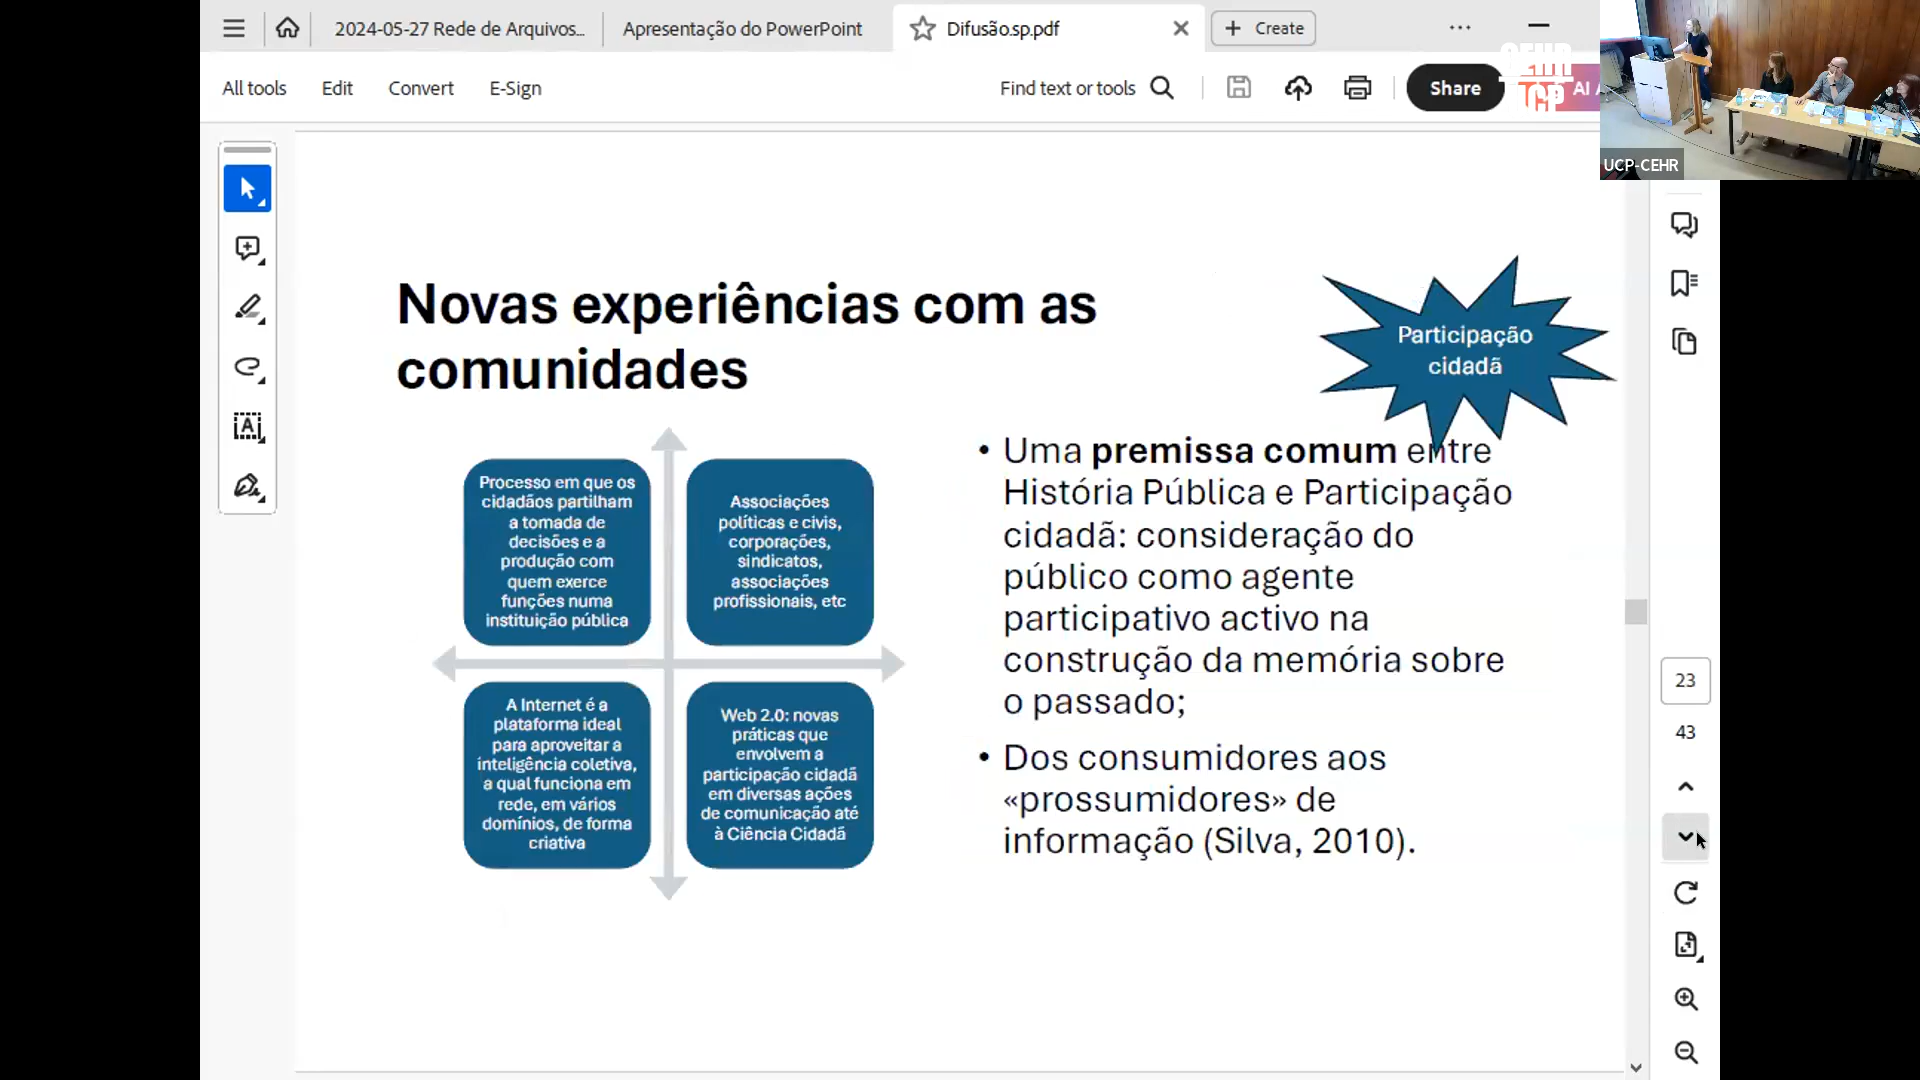 2024-05-27 Rede de Arquivos...
Apresentação do PowerPoint
Difusão.sp.pdf
Create
All tools
Edit
Convert
E-Sign
Find text or tools
Share
AI
CEHR
UCP
UCP-CEHR
Novas experiências com as
comunidades
Participação
cidadã
Processo em que os
cidadãos partilham
a tomada de
decisões e a
produção com
quem exerce
funções numa
instituição pública
Associações
políticas e civis,
corporações,
sindicatos,
associações
profissionais, etc
A Internet é a
plataforma ideal
para aproveitar a
inteligência coletiva,
a qual funciona em
rede, em vários
domínios, de forma
criativa
Web 2.0: novas
práticas que
envolvem a
participação cidadã
em diversas ações
de comunicação até
à Ciência Cidadã
• Uma premissa comum entre
História Pública e Participação
cidadã: consideração do
público como agente
participativo activo na
construção da memória sobre
o passado;
• Dos consumidores aos
«prossumidores» de
informação (Silva, 2010).
23
43